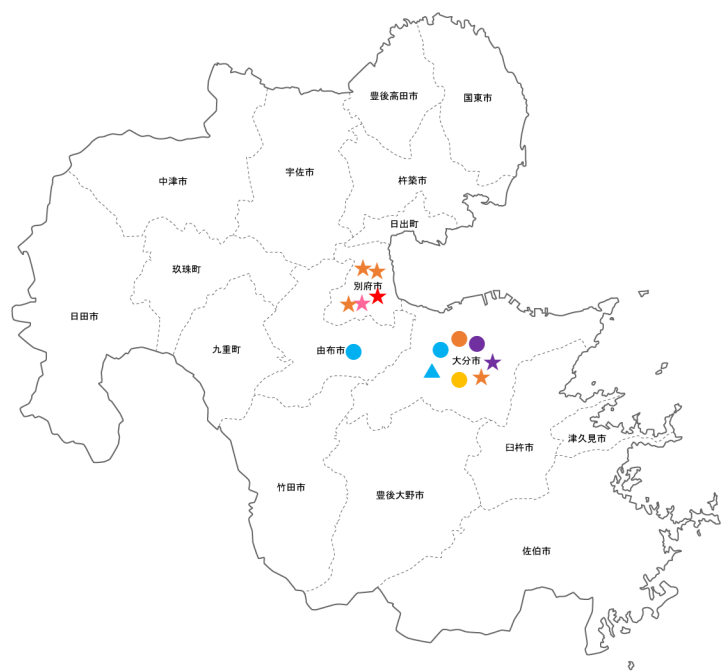 豊後高田市
国東市
中津市
宇佐市
杵築市
日出町
玖珠町
別府市
日田市
九重町
由布市
大分市
津久見市
臼杵市
竹田市
豊後大野市
佐伯市